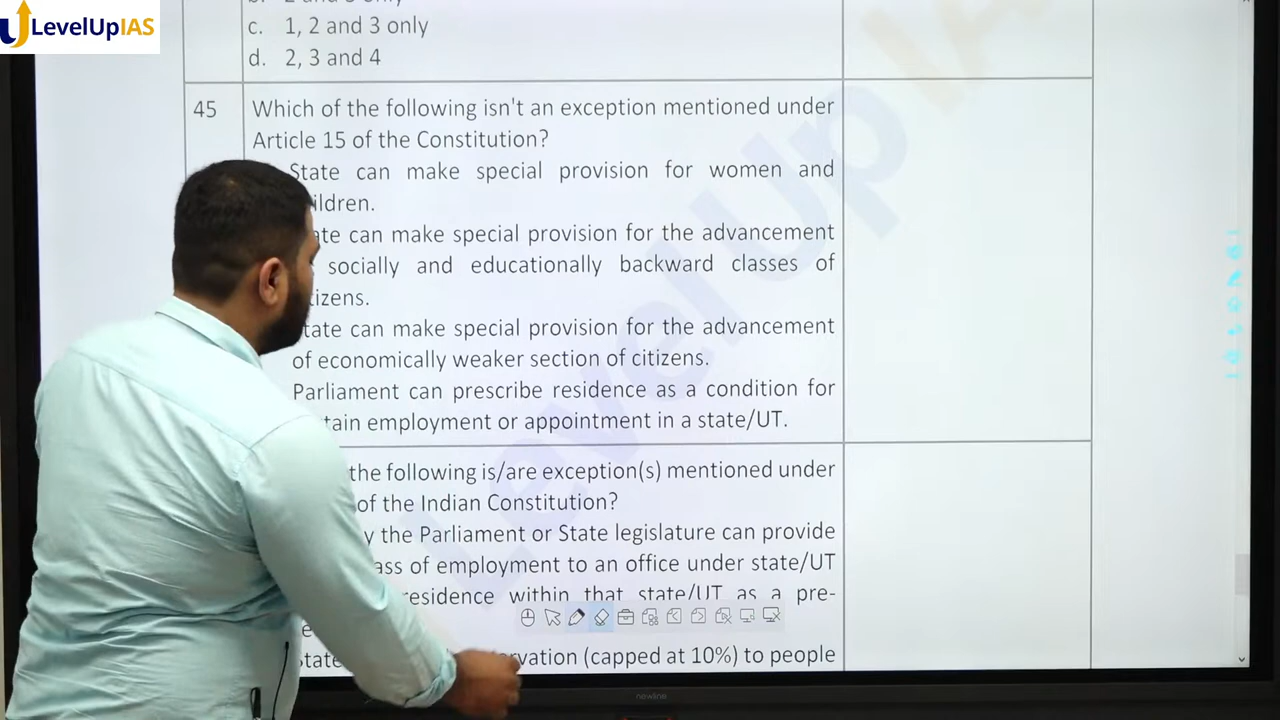 LevelUpIAS
c. 1, 2 and 3 only
d. 2, 3 and 4
45 Which of the following isn't an exception mentioned under
Article 15 of the Constitution?
State can make special provision for women and
ildren.
ate can make special provision for the advancement
socially and educationally backward classes of
tizens.
tate can make special provision for the advancement
of economically weaker section of citizens.
Parliament can prescribe residence as a condition for
tain employment or appointment in a state/UT.
the following is/are exception(s) mentioned under
of the Indian Constitution?
y the Parliament or State legislature can provide
ass of employment to an office under state/UT
residence within that state/UT as a pre-
State
rvation (capped at 10%) to people
LevelUp IA
newline